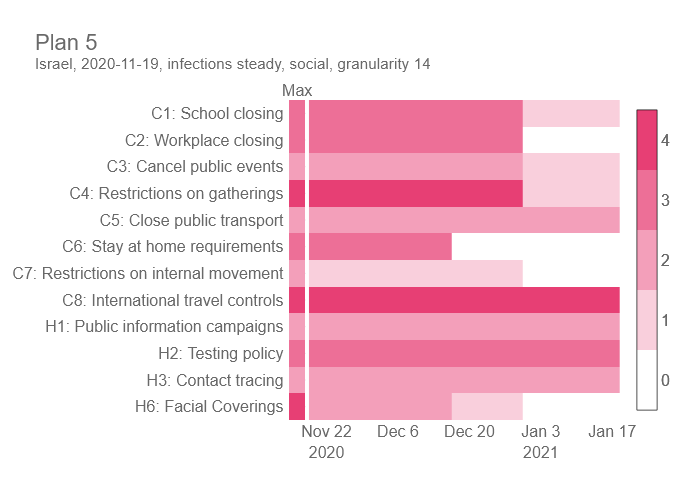 Plan 5
Israel, 2020-11-19, infections steady, social, granularity 14
Max
C1: School closing
C2: Workplace closing
C3: Cancel public events
C4: Restrictions on gatherings
C5: Close public transport
C6: Stay at home requirements
C7: Restrictions on internal movement
C8: International travel controls
H1: Public information campaigns
H2: Testing policy
H3: Contact tracing
H6: Facial Coverings
Nov 22 Dec 6 Dec 20 Jan 3 Jan 17
2020 2021
4
3
2
1
0